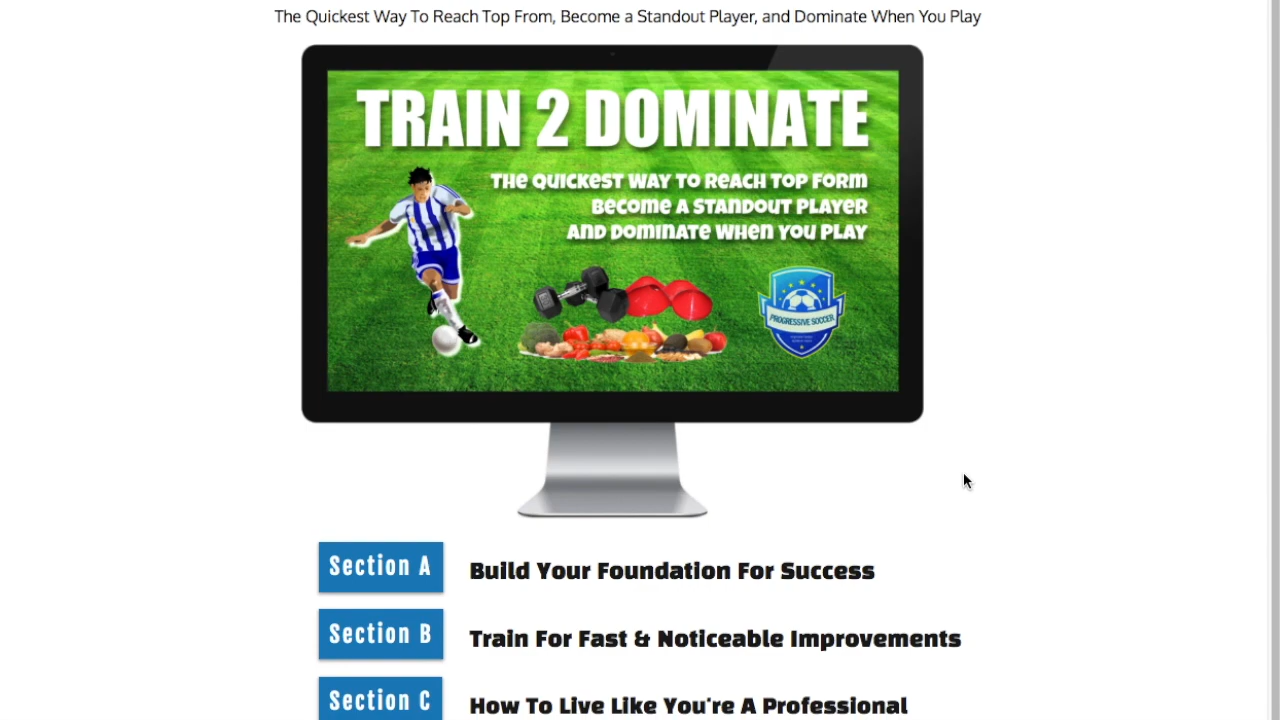 The Quickest Way To Reach Top From, Become a Standout Player, and Dominate When You Play
TRAIN 2 DOMINATE
THE QUICKEST WAY TO REACH TOP FORM
BECOME A STANDOUT PLAYER
AND DOMINATE WHEN YOU PLAY
PROGRESSIVE SOCCER
Section A
Build Your Foundation For Success
Section B
Train For Fast & Noticeable Improvements
Section C
How To Live Like You're A Professional